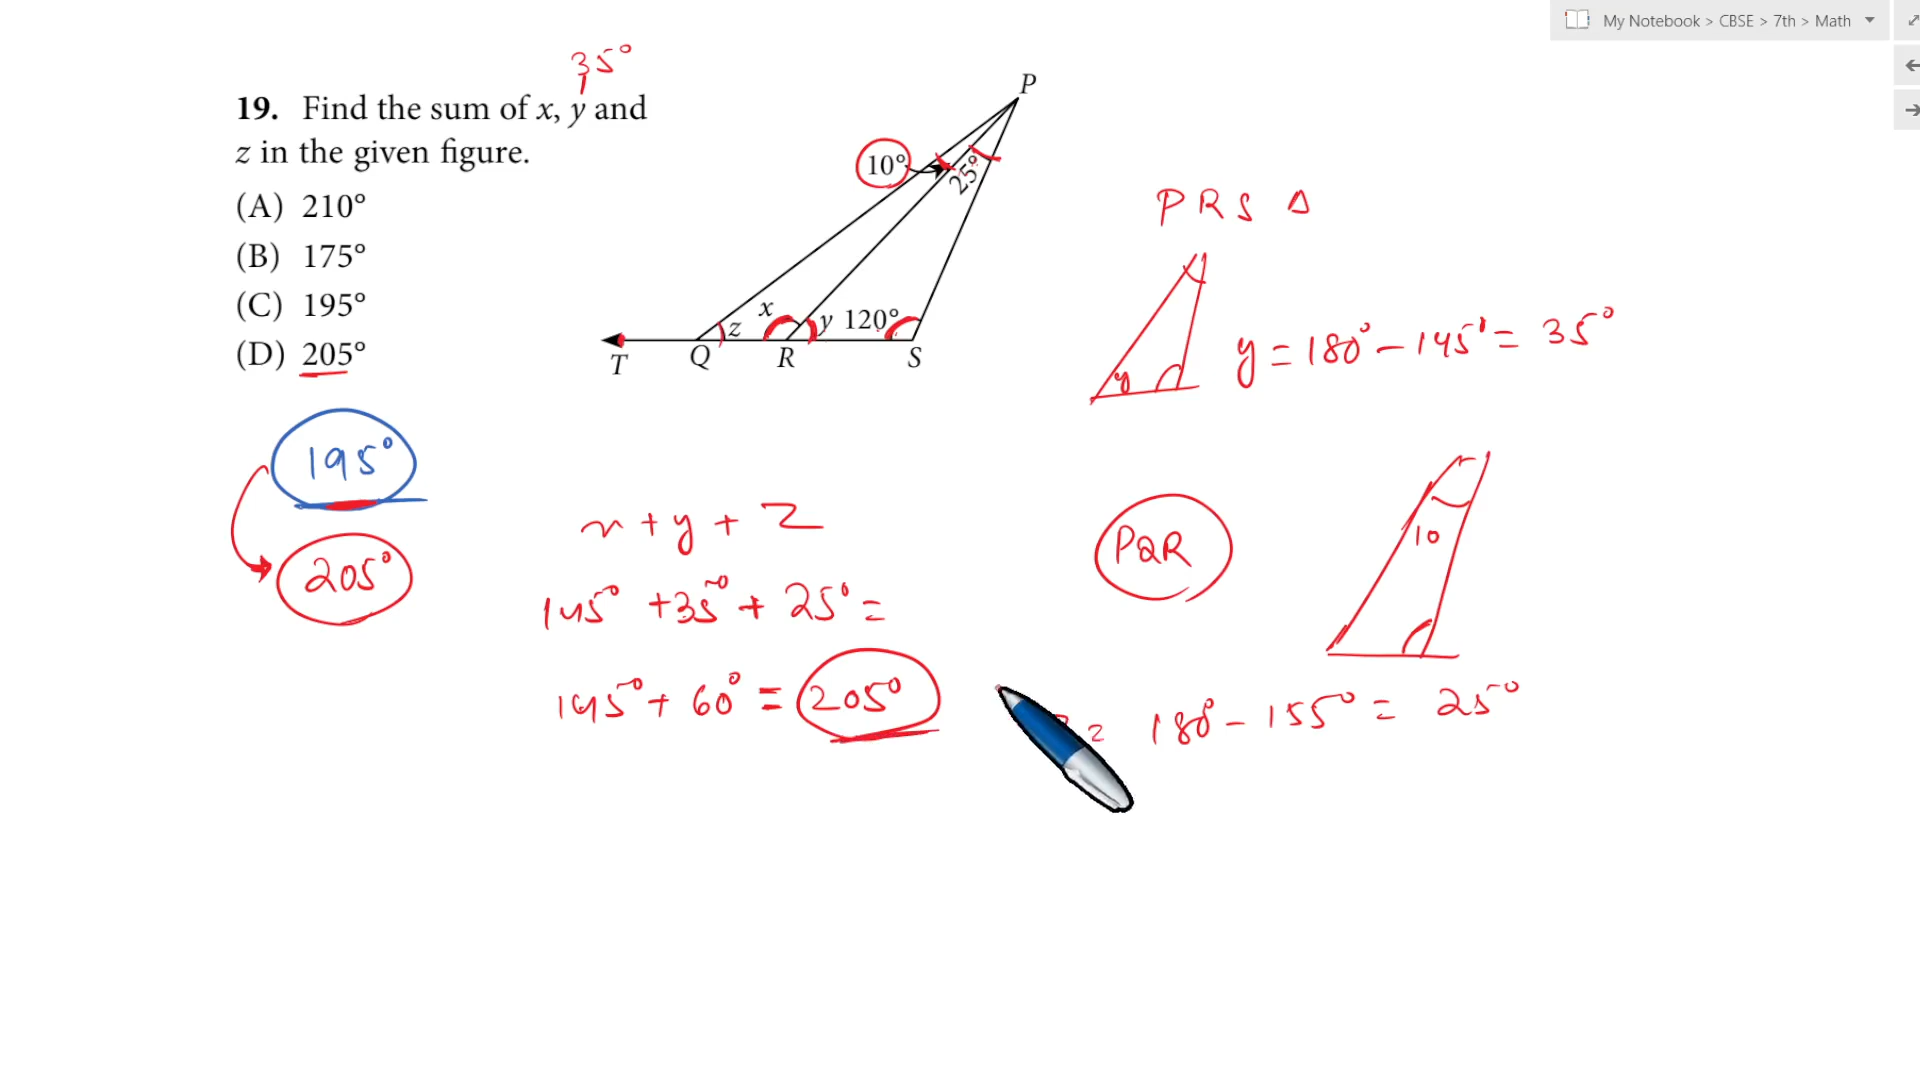 My Notebook > CBSE > 7th > Math
35°
19. Find the sum of x, y and
z in the given figure.
(A) 210°
(B) 175°
(C) 195°
(D) 205°
P
10°
25°
x
z
y 120°
T
Q
R
S
P R S Δ
y
y = 180° - 145° = 35°
195°
205°
x + y + z
145° + 35° + 25° =
145° + 60° = 205°
PQR
10
180° - 155° = 25°